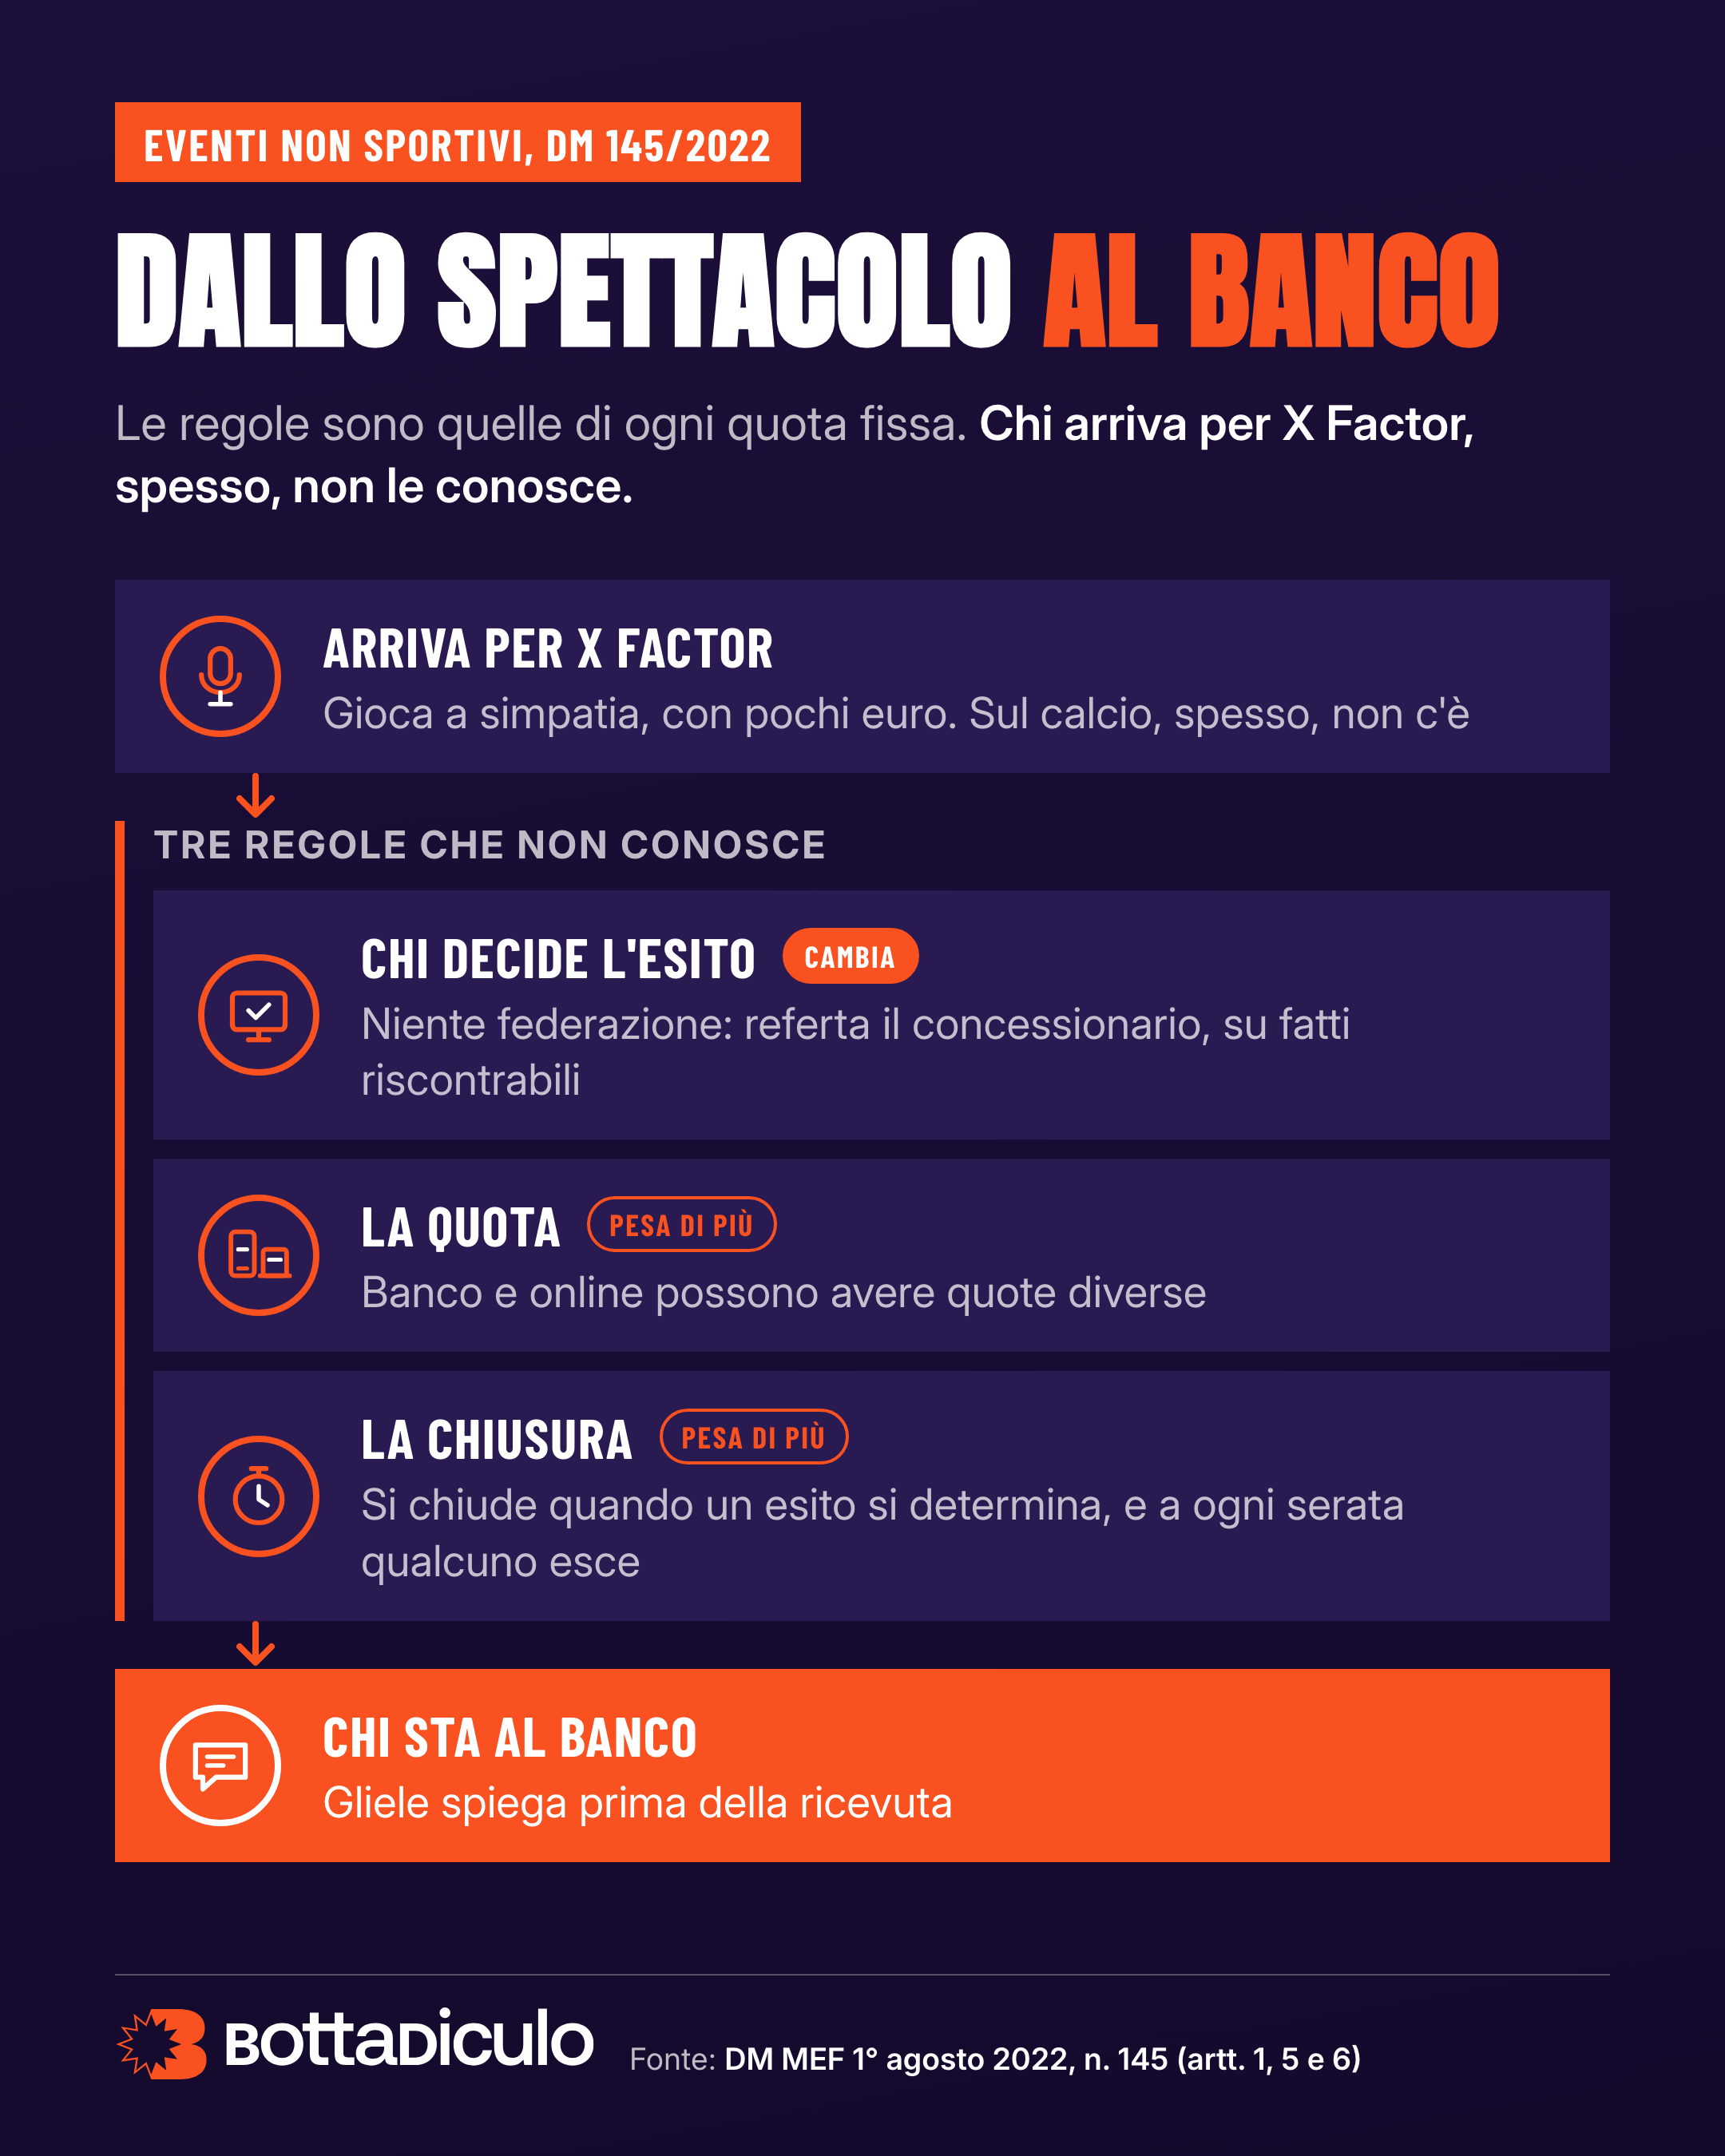 EVENTI NON SPORTIVI, DM 145/2022
DALLO SPETTACOLO AL BANCO
Le regole sono quelle di ogni quota fissa. Chi arriva per X Factor,
spesso, non le conosce.
ARRIVA PER X FACTOR
Gioca a simpatia, con pochi euro. Sul calcio, spesso, non c'è
TRE REGOLE CHE NON CONOSCE
CHI DECIDE L'ESITO CAMBIA
Niente federazione: referta il concessionario, su fatti
riscontrabili
LA QUOTA PESA DI PIÙ
Banco e online possono avere quote diverse
LA CHIUSURA PESA DI PIÙ
Si chiude quando un esito si determina, e a ogni serata
qualcuno esce
CHI STA AL BANCO
Gliele spiega prima della ricevuta
BottaDiculo
Fonte: DM MEF 1° agosto 2022, n. 145 (artt. 1, 5 e 6)